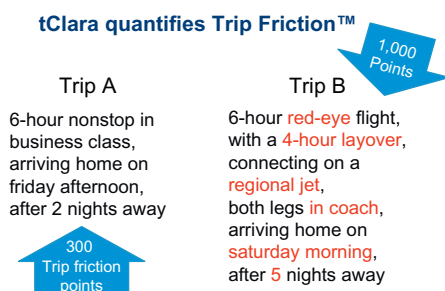 tClara quantifies Trip Friction™
1,000
Points
Trip A
6-hour nonstop in
business class,
arriving home on
friday afternoon,
after 2 nights away
300
Trip friction
points
Trip B
6-hour red-eye flight,
with a 4-hour layover,
connecting on a
regional jet,
both legs in coach,
arriving home on
saturday morning,
after 5 nights away